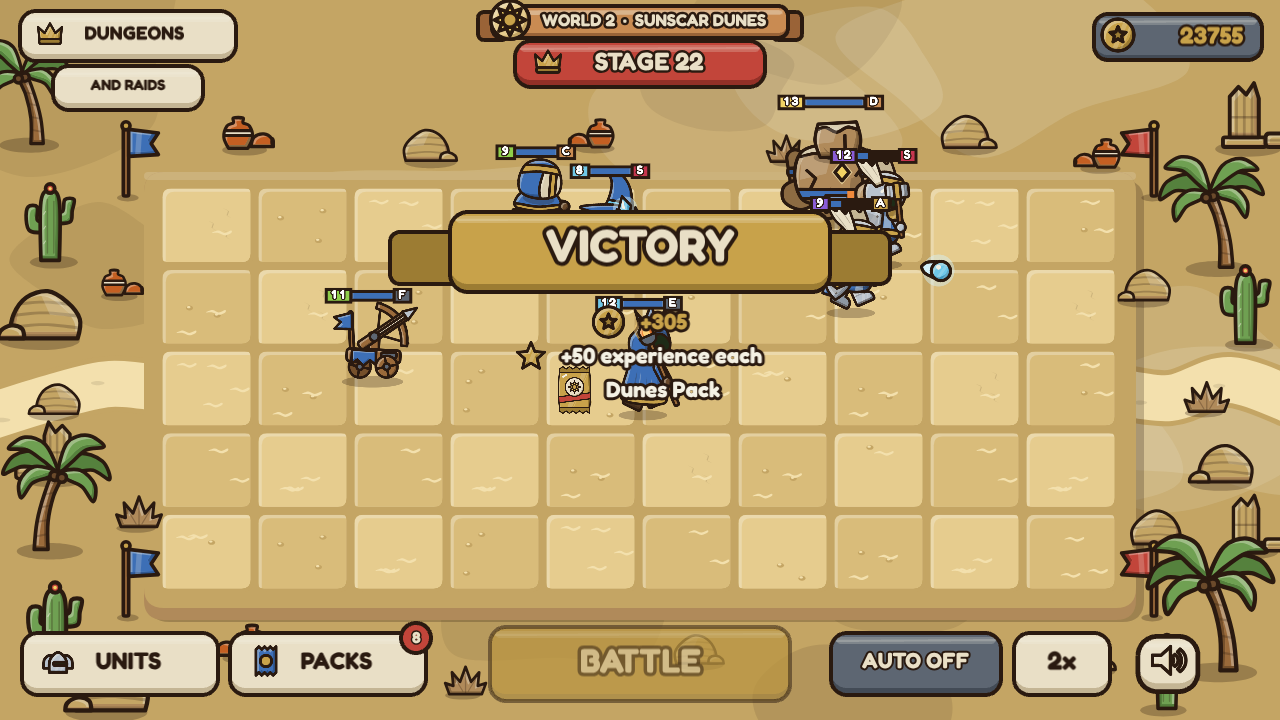 DUNGEONS
AND RAIDS
WORLD 2 • SUNSCAR DUNES
STAGE 22
23755
13 D
12 S
9 C
8 S
9 A
VICTORY
11 F
12 E
+305
+50 experience each
Dunes Pack
UNITS
PACKS
8
BATTLE
AUTO OFF
2x